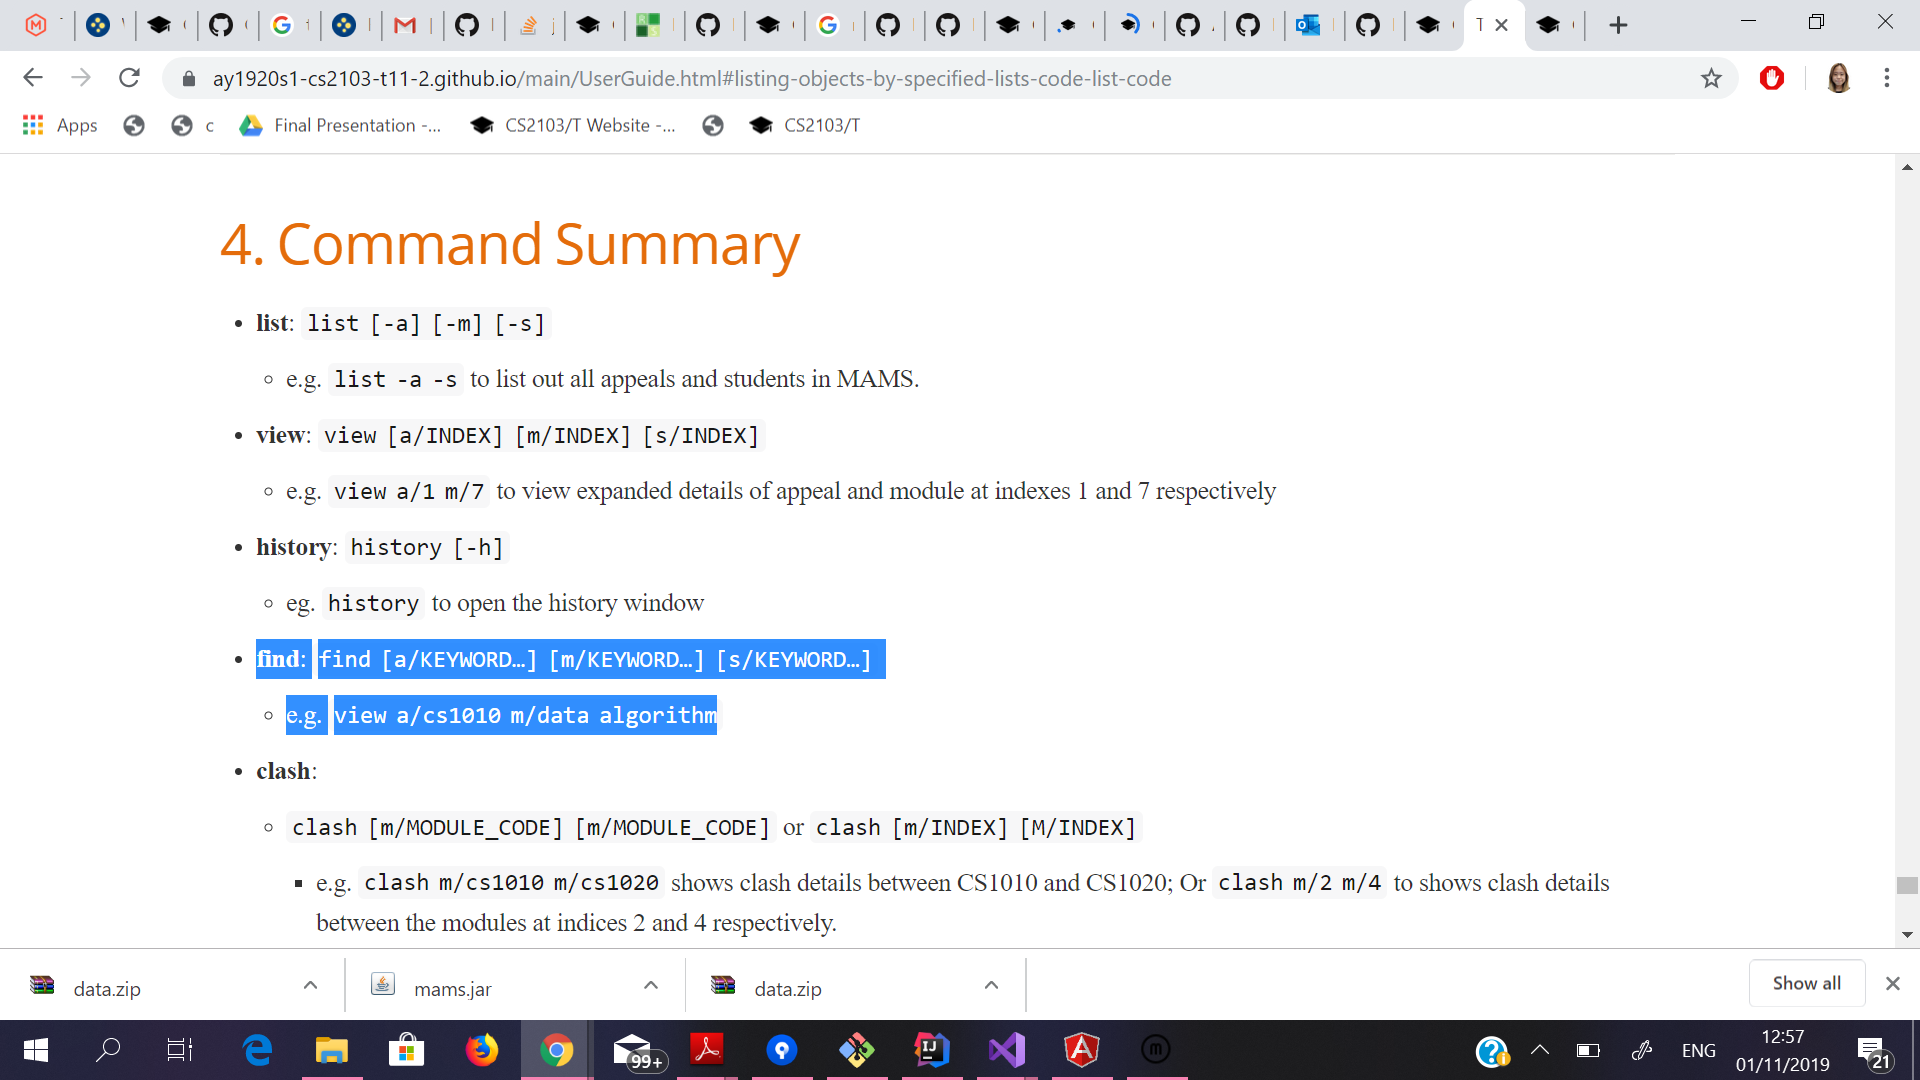 ay1920s1-cs2103-t11-2.github.io/main/UserGuide.html#listing-objects-by-specified-lists-code-list-code
Apps
c
Final Presentation -...
CS2103/T Website -...
CS2103/T
4. Command Summary
list: list [-a] [-m] [-s]
e.g. list -a -s to list out all appeals and students in MAMS.
view: view [a/INDEX] [m/INDEX] [s/INDEX]
e.g. view a/1 m/7 to view expanded details of appeal and module at indexes 1 and 7 respectively
history: history [-h]
eg. history to open the history window
find: find [a/KEYWORD…] [m/KEYWORD…] [s/KEYWORD…]
e.g. view a/cs1010 m/data algorithm
clash:
clash [m/MODULE_CODE] [m/MODULE_CODE] or clash [m/INDEX] [M/INDEX]
e.g. clash m/cs1010 m/cs1020 shows clash details between CS1010 and CS1020; Or clash m/2 m/4 to shows clash details
between the modules at indices 2 and 4 respectively.
data.zip
mams.jar
data.zip
Show all
99+
ENG
12:57
01/11/2019
21